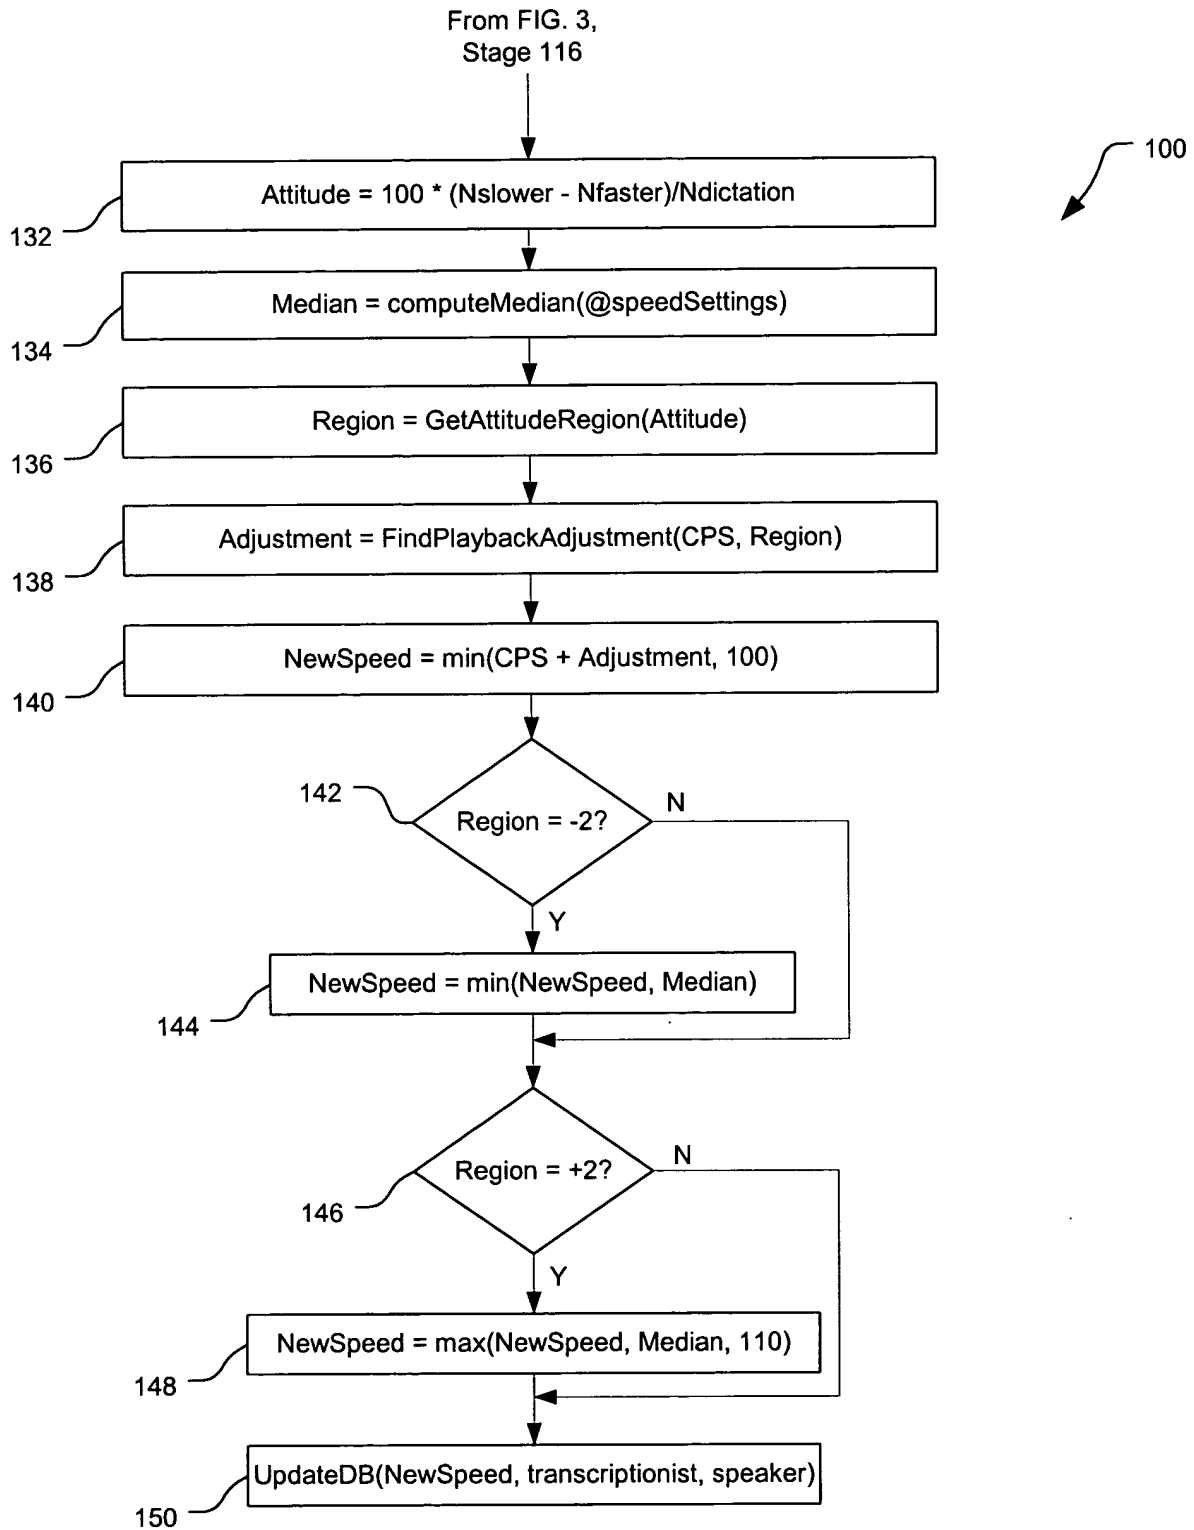 From FIG. 3,
Stage 116
100
Attitude = 100 * (Nslower - Nfaster)/Ndictation
132
Median = computeMedian(@speedSettings)
134
Region = GetAttitudeRegion(Attitude)
136
Adjustment = FindPlaybackAdjustment(CPS, Region)
138
NewSpeed = min(CPS + Adjustment, 100)
140
142
Region = -2?
N
Y
NewSpeed = min(NewSpeed, Median)
144
Region = +2?
N
146
Y
NewSpeed = max(NewSpeed, Median, 110)
148
UpdateDB(NewSpeed, transcriptionist, speaker)
150